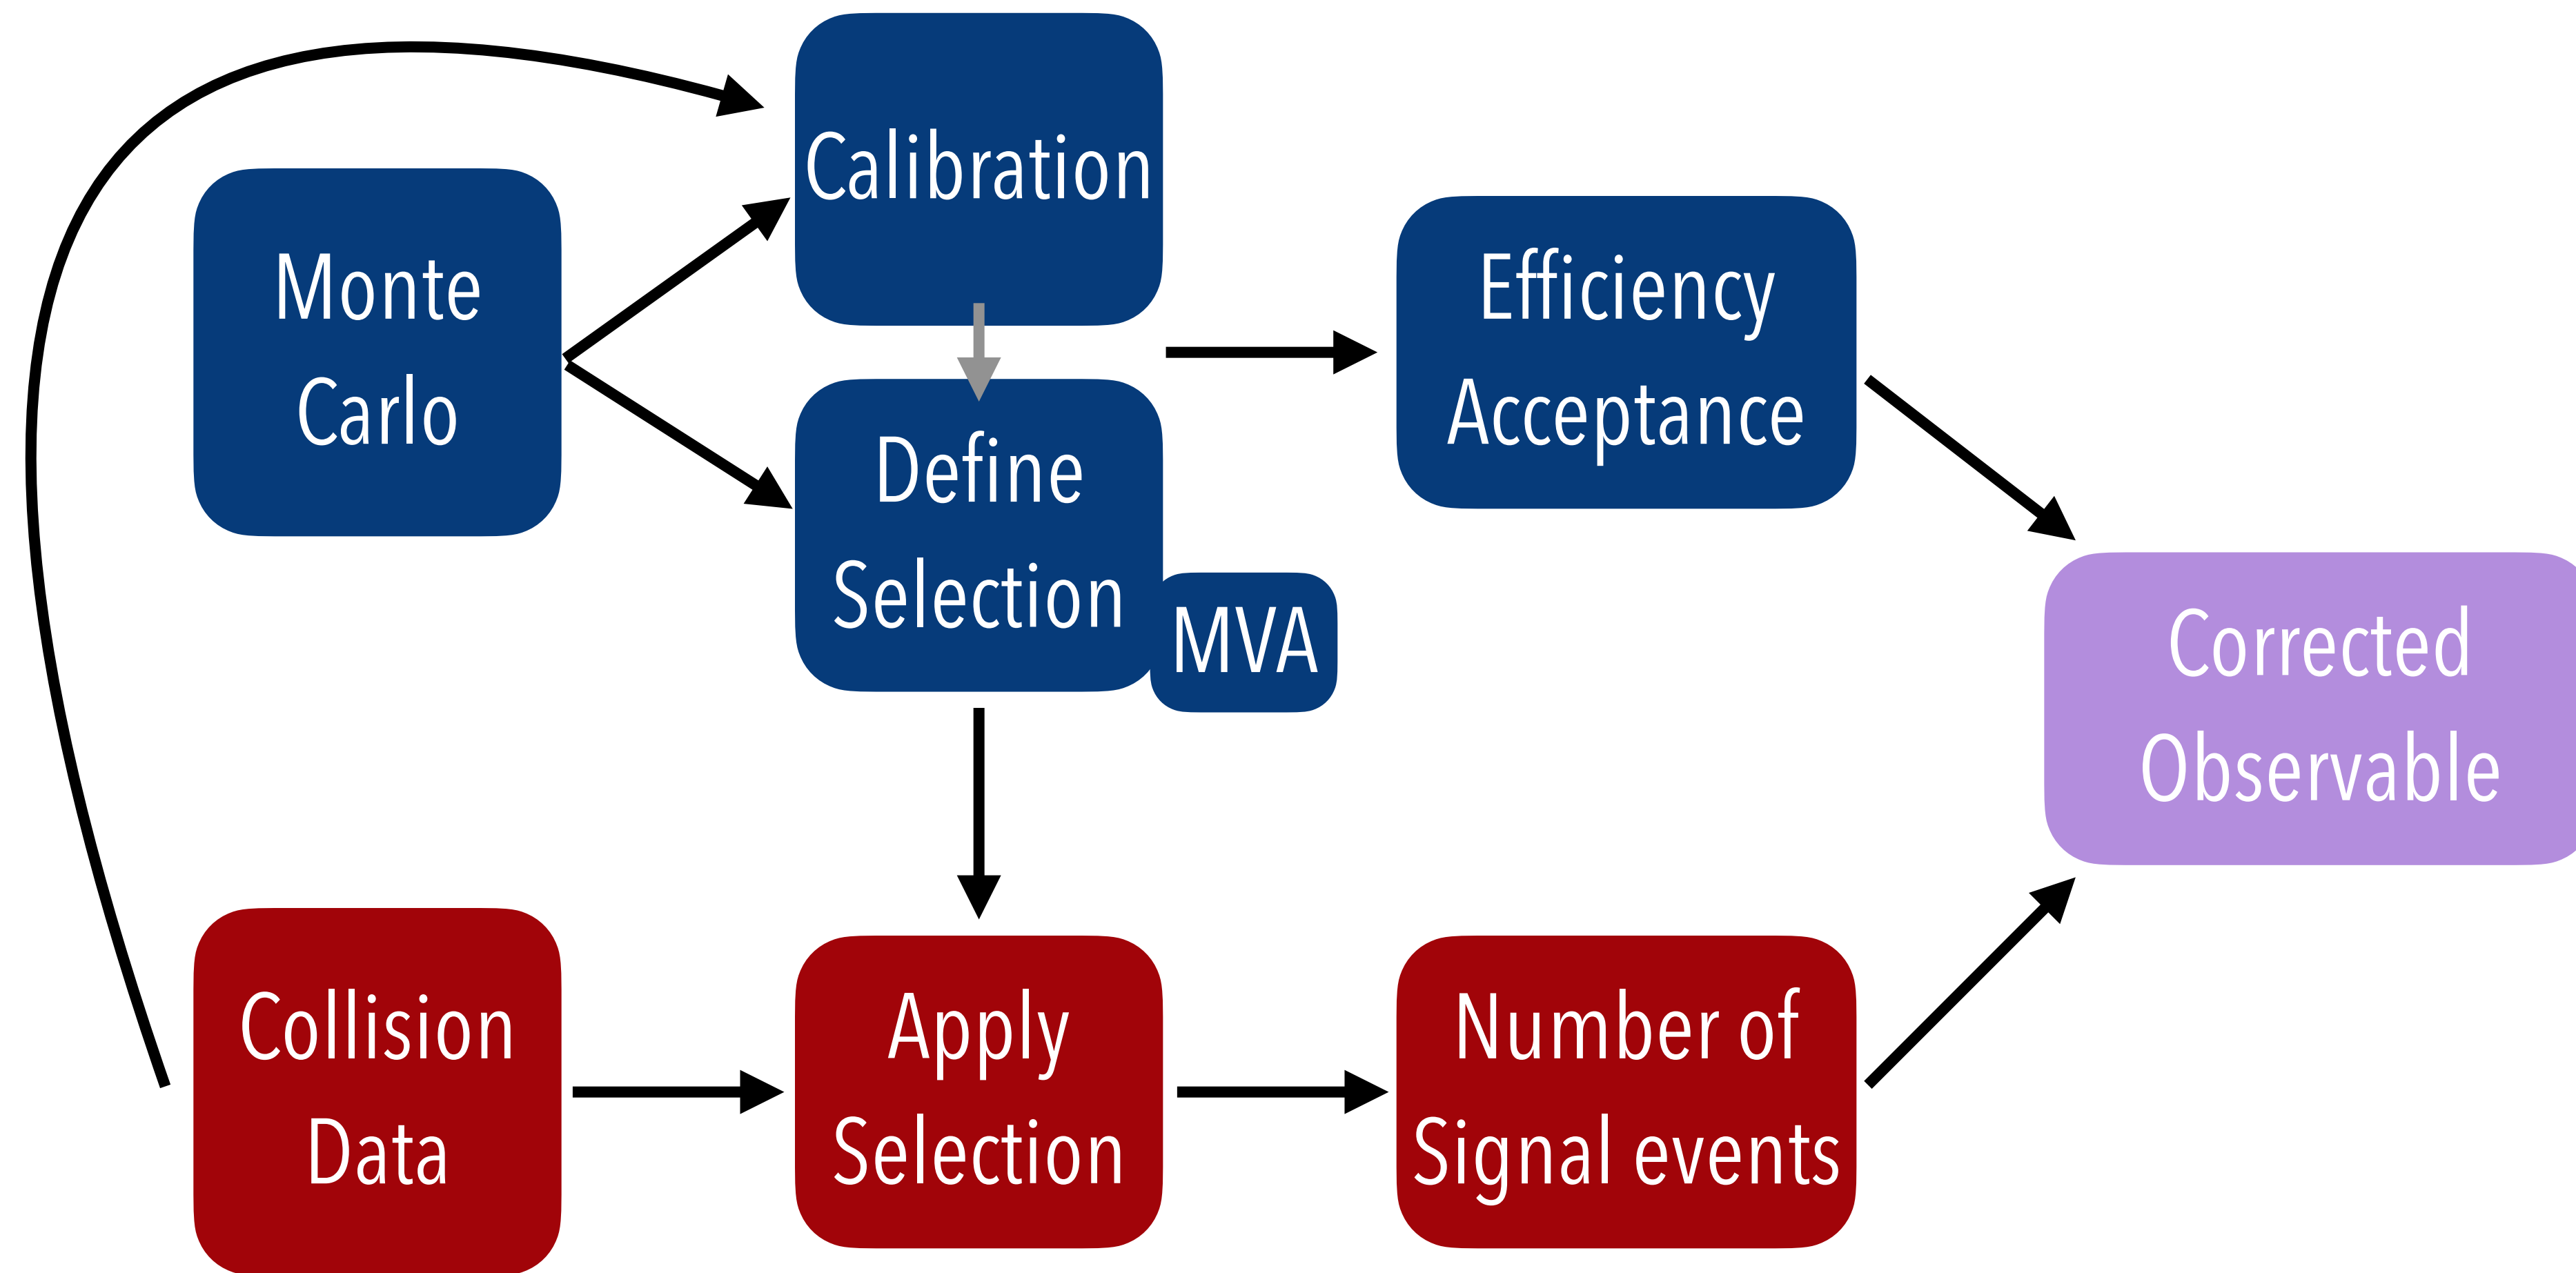 Calibration
Monte
Carlo
Efficiency
Acceptance
Define
Selection
MVA
Corrected
Observable
Collision
Data
Apply
Selection
Number of
Signal events